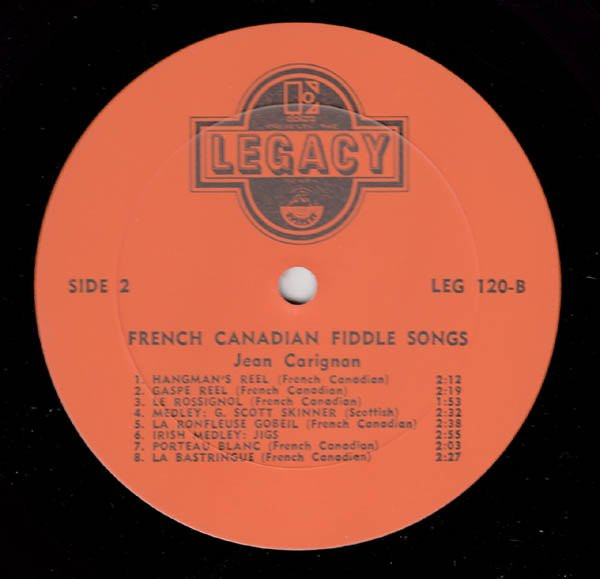 LEGACY
SIDE 2
LEG 120-B
FRENCH CANADIAN FIDDLE SONGS
Jean Carignan
1. HANGMAN'S REEL (French Canadian) 2:12
2. GASPE REEL (French Canadian) 2:19
3. LE ROSSIGNOL (French Canadian) 1:53
4. MEDLEY: G. SCOTT SKINNER (Scottish) 2:32
5. LA RONFLEUSE GOBEIL (French Canadian) 2:38
6. IRISH MEDLEY: JIGS 2:55
7. PORTEAU BLANC (French Canadian) 2:03
8. LA BASTRINGUE (French Canadian) 2:27